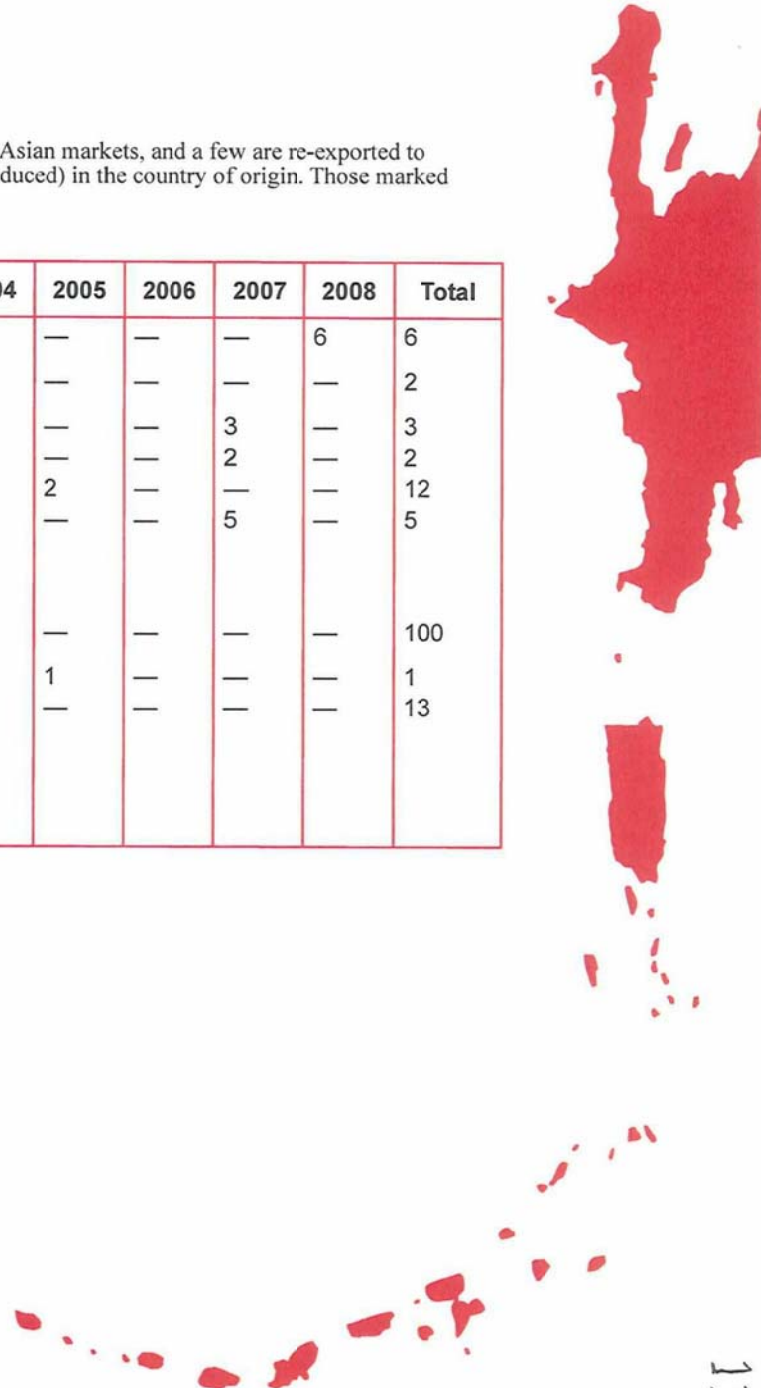 Asian markets, and a few are re-exported to
duced) in the country of origin. Those marked
4 2005 2006 2007 2008 Total
— — — 6 6
— — — — 2
— — 3 — 3
— — 2 — 2
2 — — — 12
— — 5 — 5
— — — — 100
1 — — — 1
— — — — 13